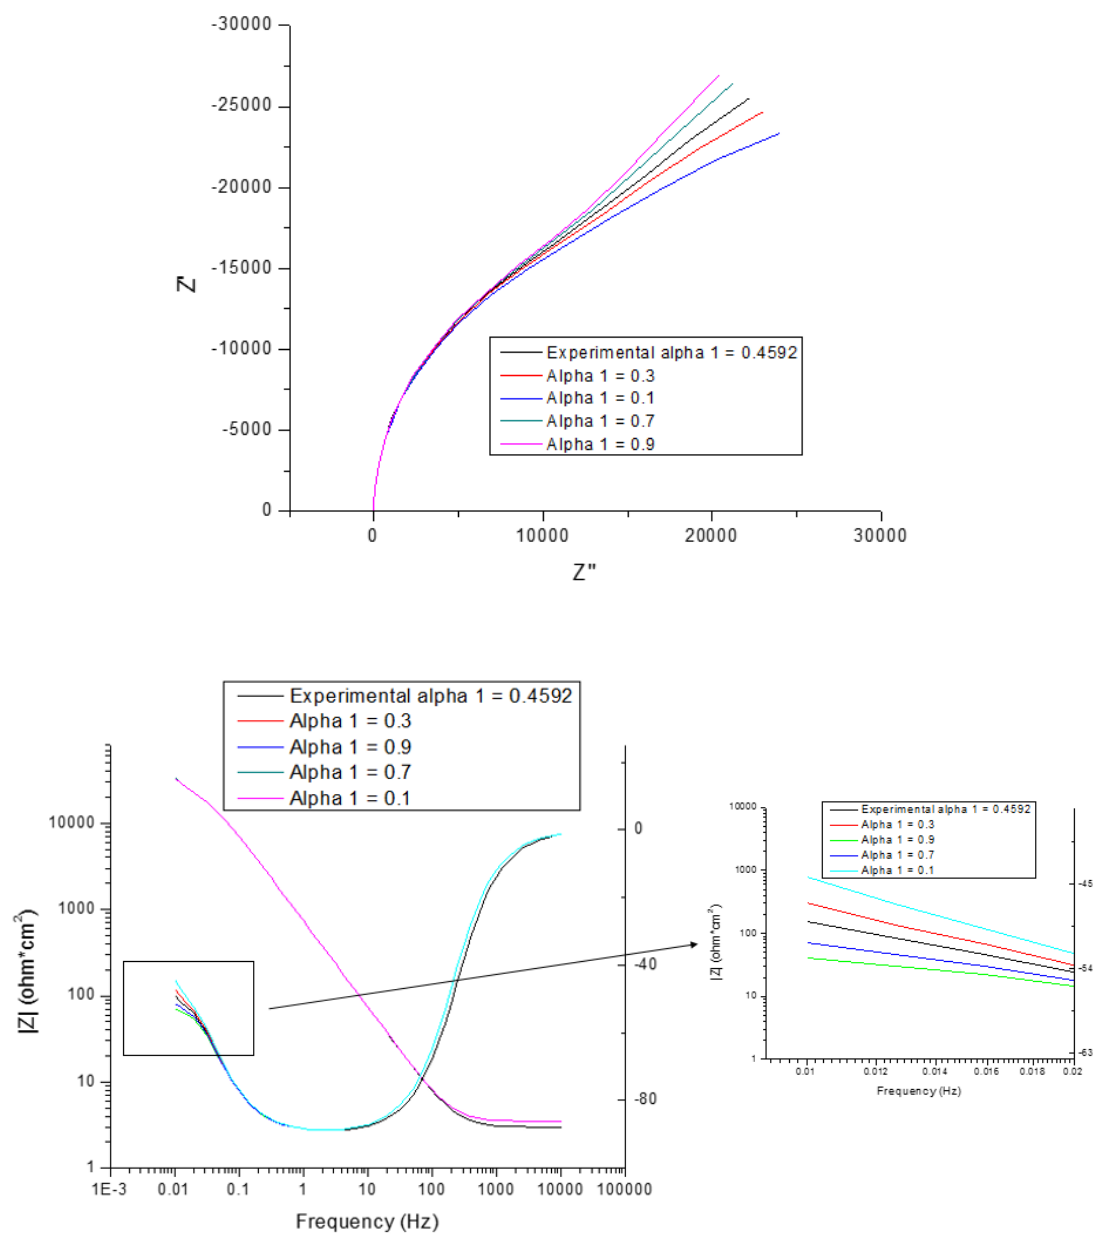 -30000
-25000
-20000
-15000
-10000
-5000
0
Z'
Experimental alpha 1 = 0.4592
Alpha 1 = 0.3
Alpha 1 = 0.1
Alpha 1 = 0.7
Alpha 1 = 0.9
0 10000 20000 30000
Z"
Experimental alpha 1 = 0.4592
Alpha 1 = 0.3
Alpha 1 = 0.9
Alpha 1 = 0.7
Alpha 1 = 0.1
10000
1000
100
10
1
|Z| (ohm*cm²)
0
-40
-80
1E-3 0.01 0.1 1 10 100 1000 10000 100000
Frequency (Hz)
Experimental alpha 1 = 0.4592
Alpha 1 = 0.3
Alpha 1 = 0.9
Alpha 1 = 0.7
Alpha 1 = 0.1
10000
1000
100
10
1
|Z| (ohm*cm²)
-45
-54
-63
0.01 0.012 0.014 0.016 0.018 0.02
Frequency (Hz)